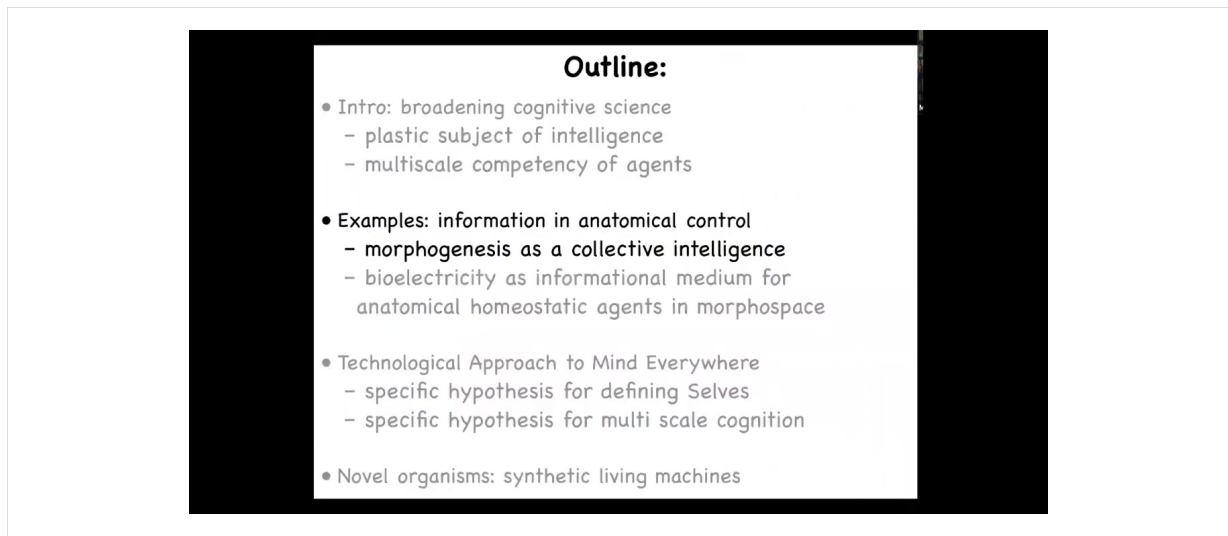 Outline:
• Intro: broadening cognitive science
– plastic subject of intelligence
– multiscale competency of agents
• Examples: information in anatomical control
– morphogenesis as a collective intelligence
– bioelectricity as informational medium for
anatomical homeostatic agents in morphospace
• Technological Approach to Mind Everywhere
– specific hypothesis for defining Selves
– specific hypothesis for multi scale cognition
• Novel organisms: synthetic living machines